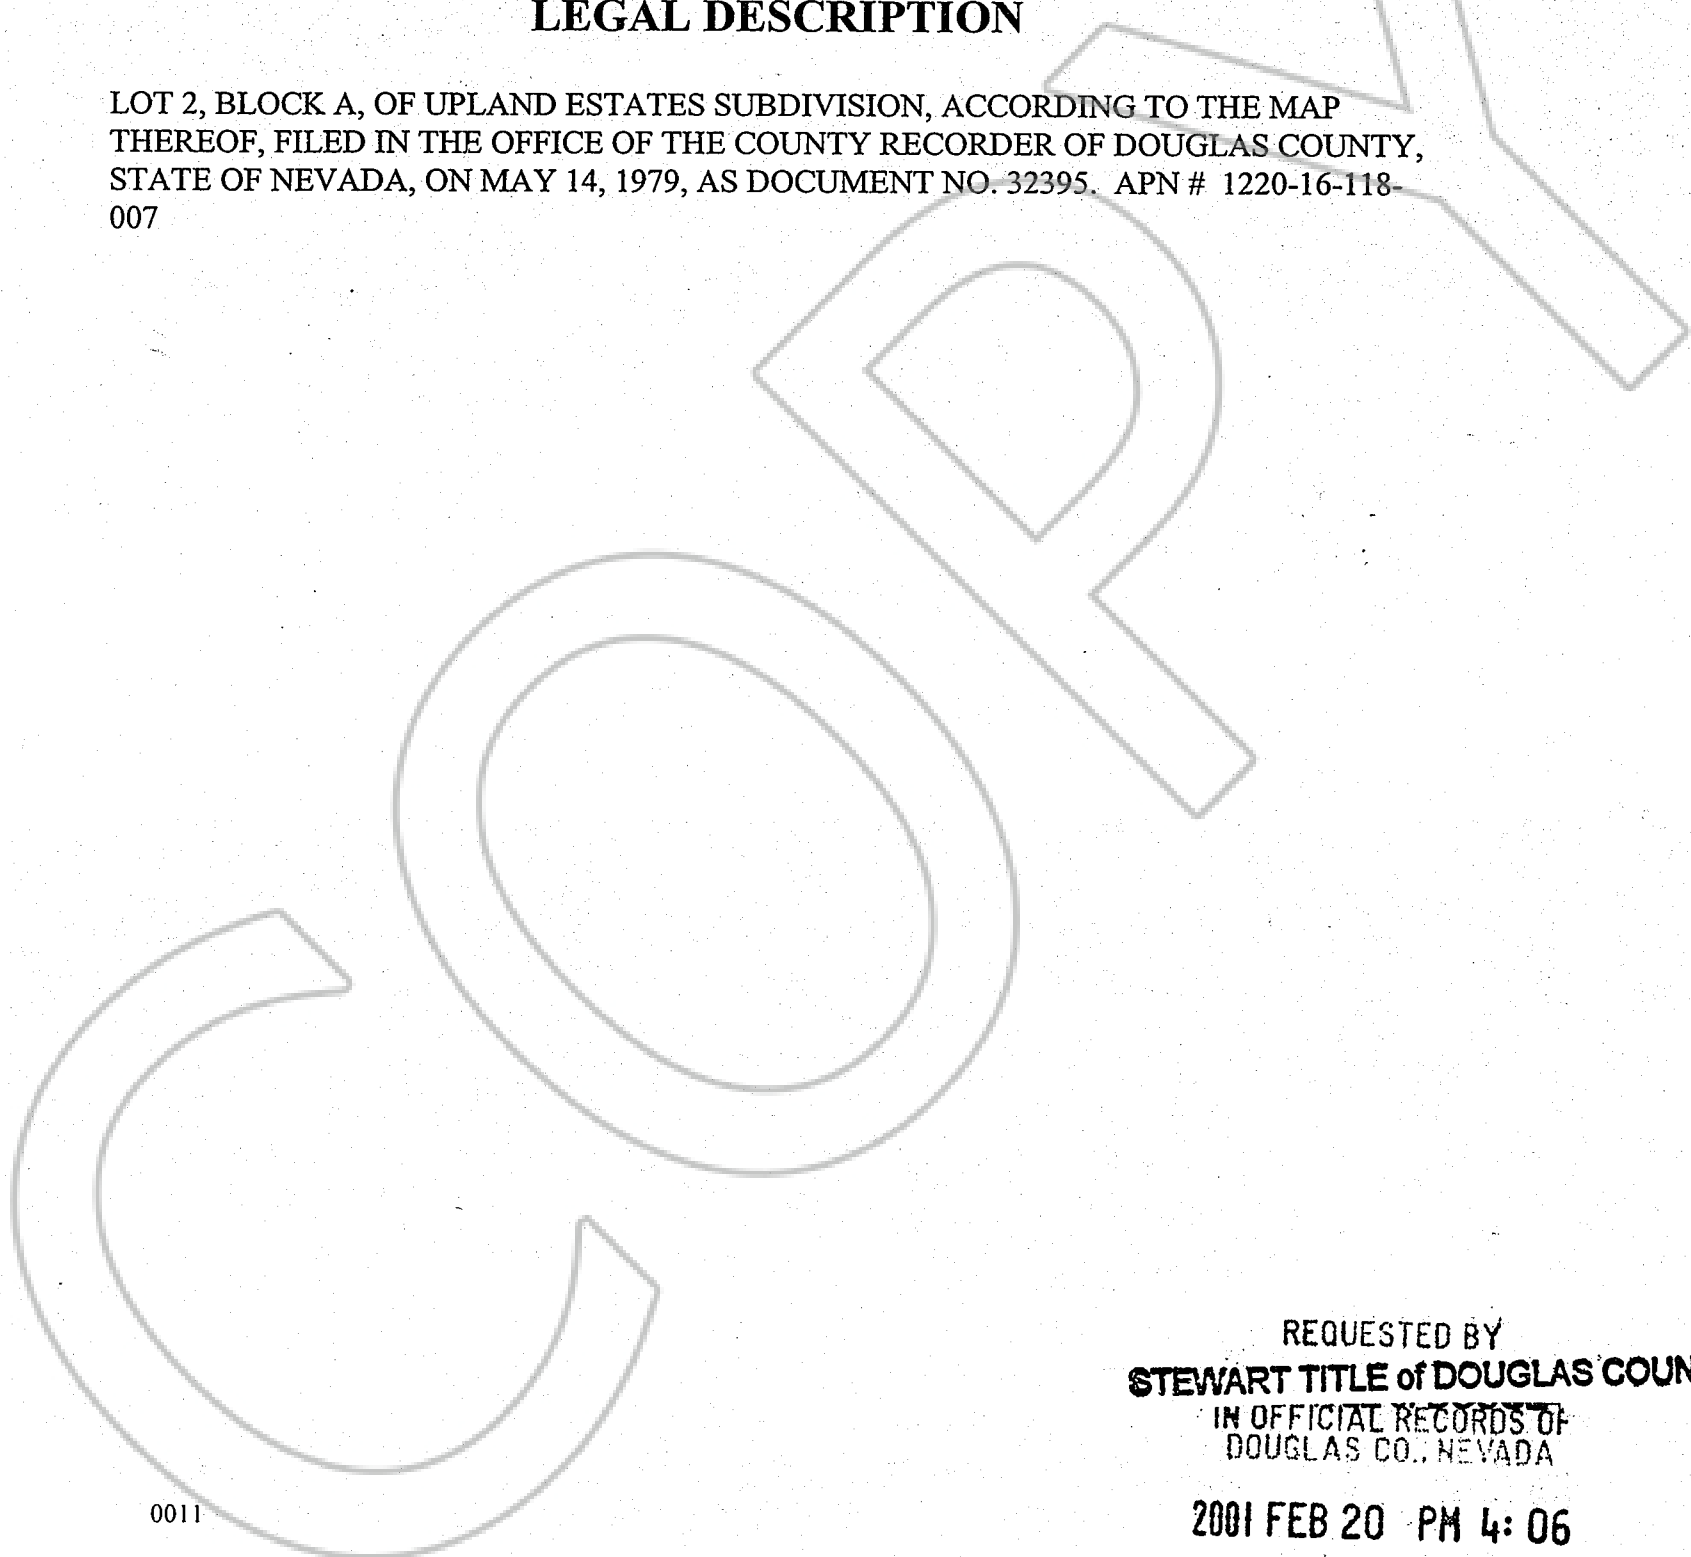 LEGAL DESCRIPTION
LOT 2, BLOCK A, OF UPLAND ESTATES SUBDIVISION, ACCORDING TO THE MAP
THEREOF, FILED IN THE OFFICE OF THE COUNTY RECORDER OF DOUGLAS COUNTY,
STATE OF NEVADA, ON MAY 14, 1979, AS DOCUMENT NO. 32395. APN # 1220-16-118-
007
COPY
REQUESTED BY
STEWART TITLE of DOUGLAS COUN
IN OFFICIAL RECORDS OF
DOUGLAS CO., NEVADA
0011
2001 FEB 20 PM 4: 06